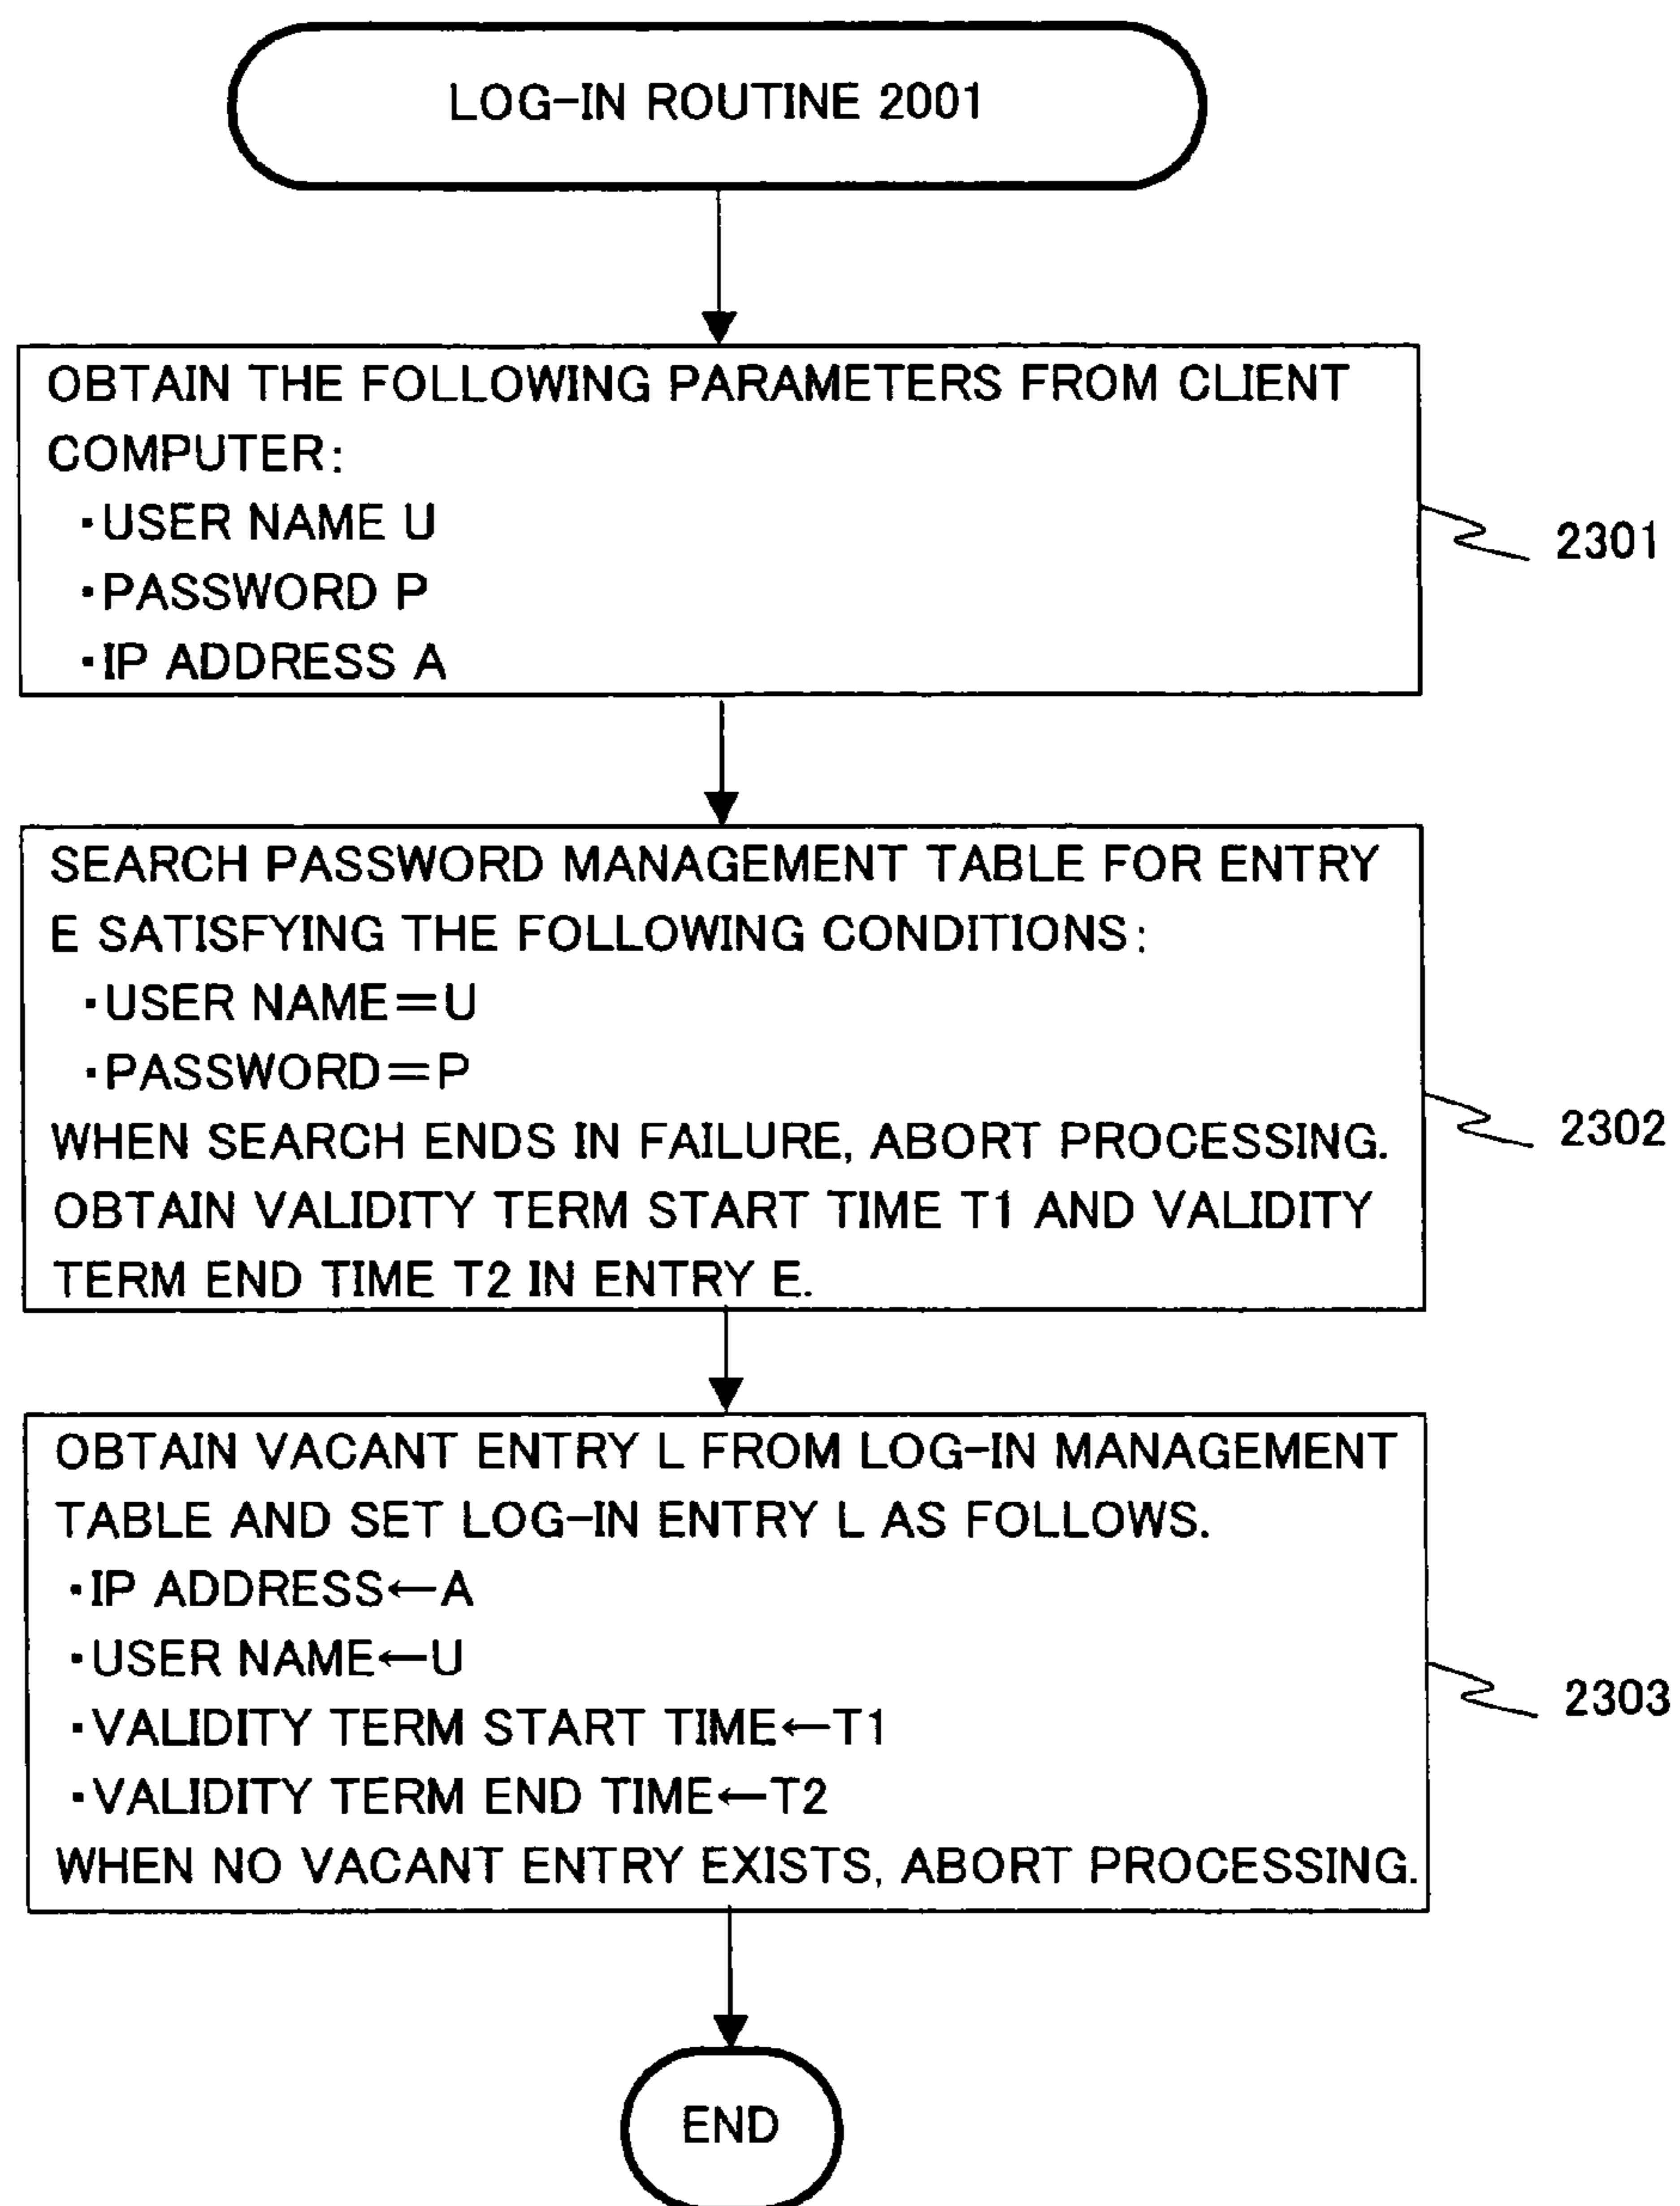 LOG-IN ROUTINE 2001
OBTAIN THE FOLLOWING PARAMETERS FROM CLIENT
COMPUTER:
・USER NAME U
・PASSWORD P
・IP ADDRESS A
2301
SEARCH PASSWORD MANAGEMENT TABLE FOR ENTRY
E SATISFYING THE FOLLOWING CONDITIONS:
・USER NAME=U
・PASSWORD=P
WHEN SEARCH ENDS IN FAILURE, ABORT PROCESSING.
OBTAIN VALIDITY TERM START TIME T1 AND VALIDITY
TERM END TIME T2 IN ENTRY E.
2302
OBTAIN VACANT ENTRY L FROM LOG-IN MANAGEMENT
TABLE AND SET LOG-IN ENTRY L AS FOLLOWS.
・IP ADDRESS←A
・USER NAME←U
・VALIDITY TERM START TIME←T1
・VALIDITY TERM END TIME←T2
WHEN NO VACANT ENTRY EXISTS, ABORT PROCESSING.
2303
END